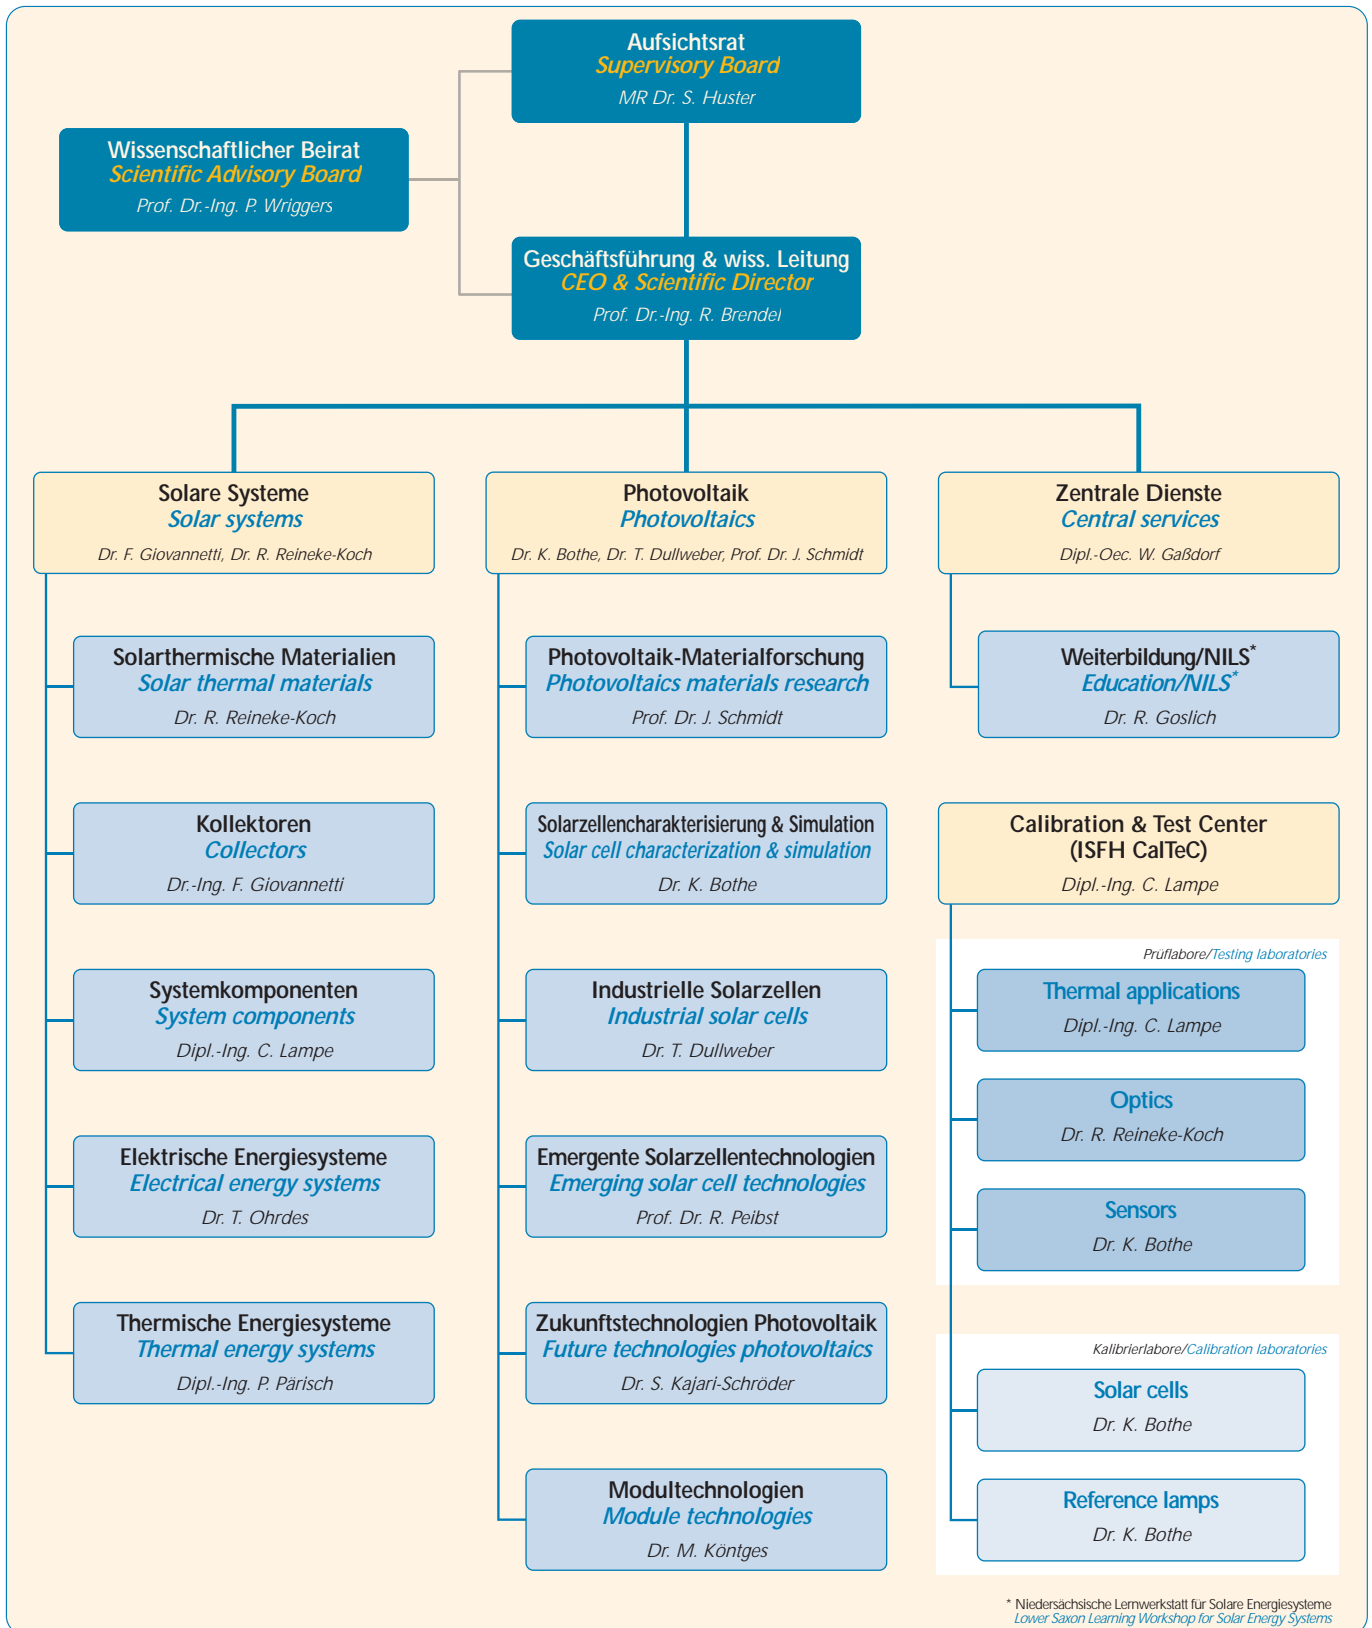 Aufsichtsrat
Supervisory Board
MR Dr. S. Huster
Wissenschaftlicher Beirat
Scientific Advisory Board
Prof. Dr.-Ing. P. Wriggers
Geschäftsführung & wiss. Leitung
CEO & Scientific Director
Prof. Dr.-Ing. R. Brendel
Solare Systeme
Solar systems
Dr. F. Giovannetti, Dr. R. Reineke-Koch
Solarthermische Materialien
Solar thermal materials
Dr. R. Reineke-Koch
Kollektoren
Collectors
Dr.-Ing. F. Giovannetti
Systemkomponenten
System components
Dipl.-Ing. C. Lampe
Elektrische Energiesysteme
Electrical energy systems
Dr. T. Ohrdes
Thermische Energiesysteme
Thermal energy systems
Dipl.-Ing. P. Pärisch
Photovoltaik
Photovoltaics
Dr. K. Bothe, Dr. T. Dullweber, Prof. Dr. J. Schmidt
Photovoltaik-Materialforschung
Photovoltaics materials research
Prof. Dr. J. Schmidt
Solarzellencharakterisierung & Simulation
Solar cell characterization & simulation
Dr. K. Bothe
Industrielle Solarzellen
Industrial solar cells
Dr. T. Dullweber
Emergente Solarzellentechnologien
Emerging solar cell technologies
Prof. Dr. R. Peibst
Zukunftstechnologien Photovoltaik
Future technologies photovoltaics
Dr. S. Kajari-Schröder
Modultechnologien
Module technologies
Dr. M. Köntges
Zentrale Dienste
Central services
Dipl.-Oec. W. Gaßdorf
Weiterbildung/NILS*
Education/NILS*
Dr. R. Goslich
Calibration & Test Center
(ISFH CalTeC)
Dipl.-Ing. C. Lampe
Prüflabore/Testing laboratories
Thermal applications
Dipl.-Ing. C. Lampe
Optics
Dr. R. Reineke-Koch
Sensors
Dr. K. Bothe
Kalibrierlabore/Calibration laboratories
Solar cells
Dr. K. Bothe
Reference lamps
Dr. K. Bothe
* Niedersächsische Lernwerkstatt für Solare Energiesysteme
Lower Saxon Learning Workshop for Solar Energy Systems